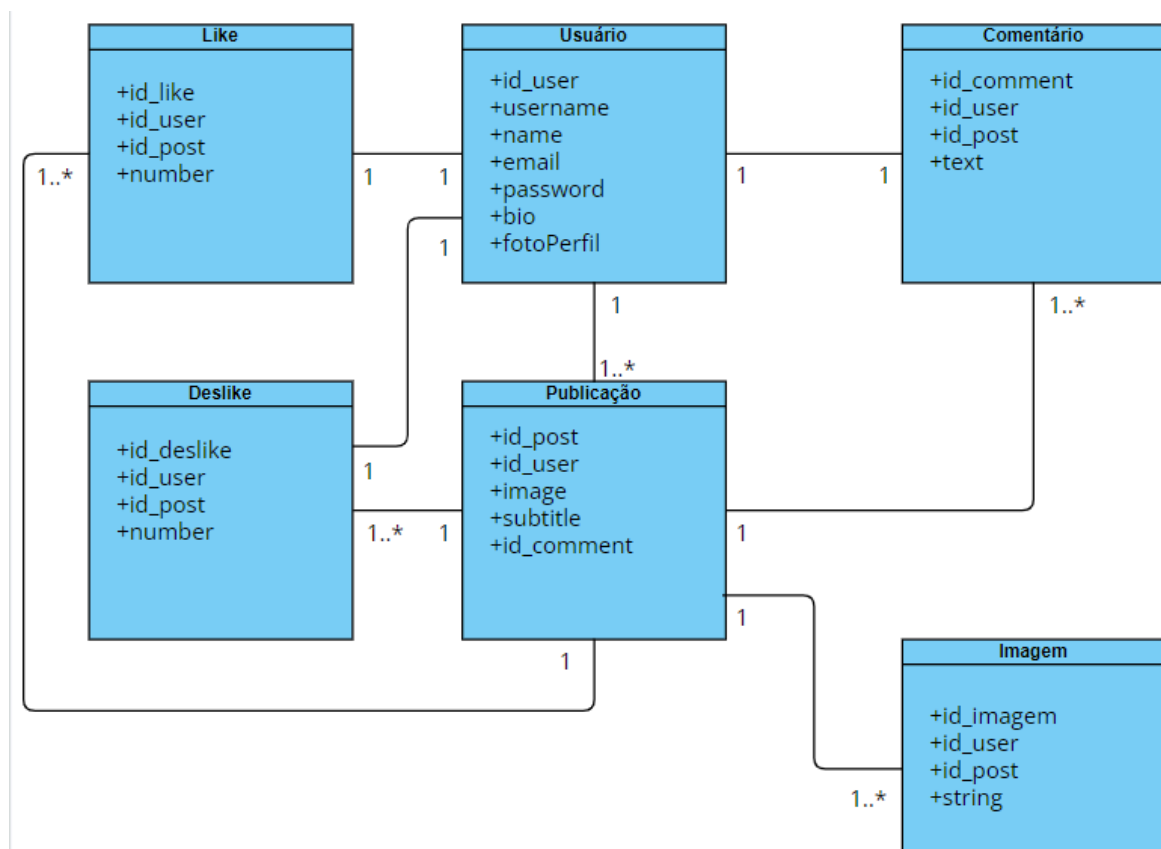 Like
+id_like
+id_user
+id_post
+number
1..*
1
Usuário
+id_user
+username
+name
+email
+password
+bio
+fotoPerfil
1
1
1
1
Comentário
+id_comment
+id_user
+id_post
+text
1
1..*
Deslike
+id_deslike
+id_user
+id_post
+number
1
1..*
1..*
Publicação
+id_post
+id_user
+image
+subtitle
+id_comment
1
1
1
1
Imagem
+id_imagem
+id_user
+id_post
+string
1..*